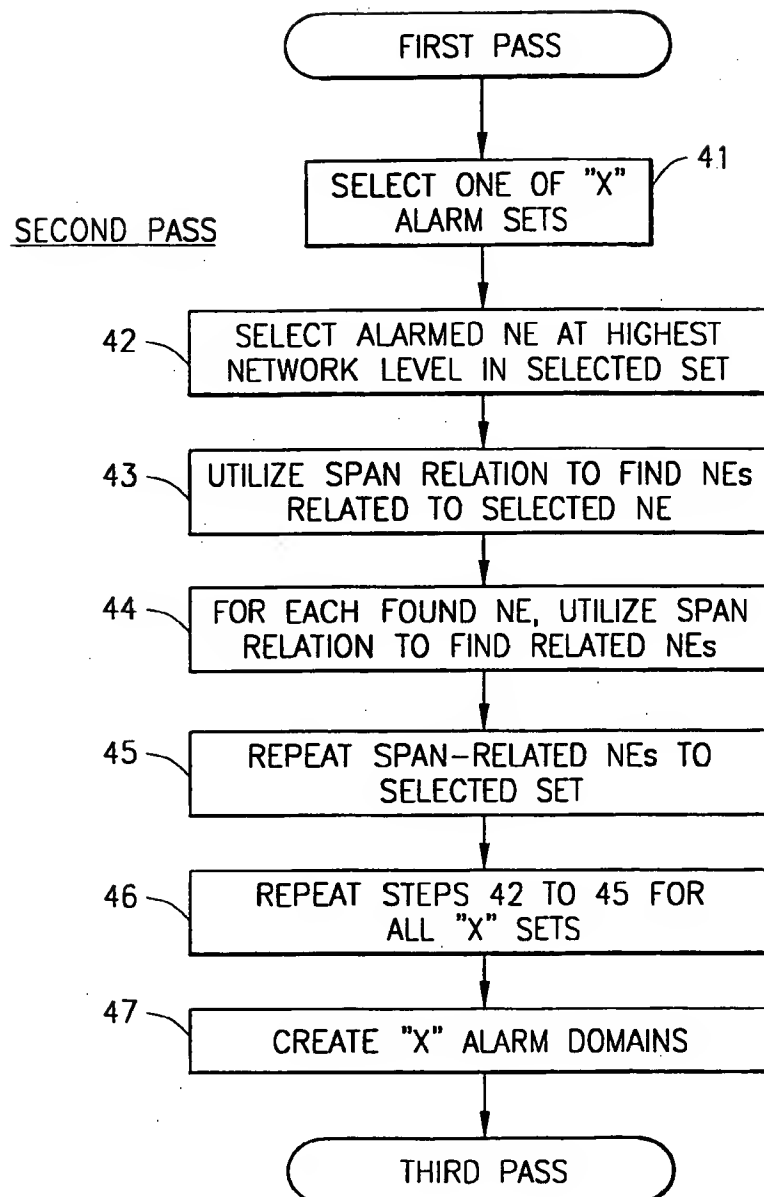 FIRST PASS
41
SELECT ONE OF "X"
ALARM SETS
SECOND PASS
42
SELECT ALARMED NE AT HIGHEST
NETWORK LEVEL IN SELECTED SET
43
UTILIZE SPAN RELATION TO FIND NEs
RELATED TO SELECTED NE
44
FOR EACH FOUND NE, UTILIZE SPAN
RELATION TO FIND RELATED NEs
45
REPEAT SPAN-RELATED NEs TO
SELECTED SET
46
REPEAT STEPS 42 TO 45 FOR
ALL "X" SETS
47
CREATE "X" ALARM DOMAINS
THIRD PASS